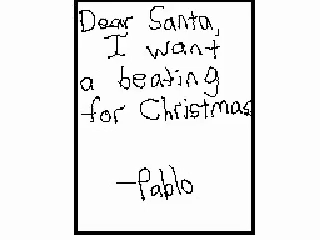 Dear Santa,
I want
a beating
for Christmas
-Pablo